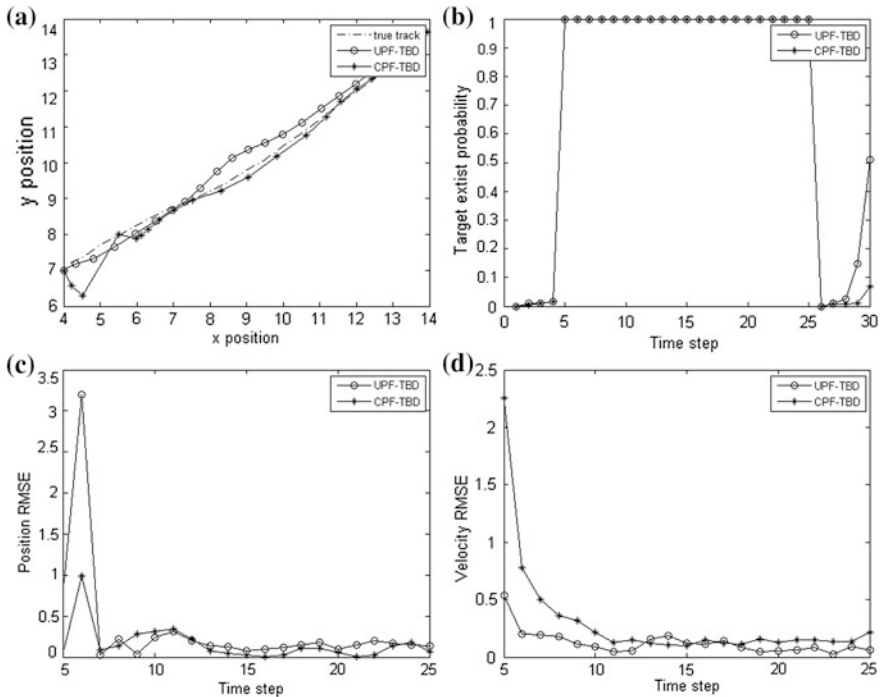 (a)
14
13
12
11
10
9
8
7
6
y position
4 5 6 7 8 9 10 11 12 13 14
x position
true track
UPF-TBD
CPF-TBD
(b)
1
0.9
0.8
0.7
0.6
0.5
0.4
0.3
0.2
0.1
0
Target extist probability
0 5 10 15 20 25 30
Time step
UPF-TBD
CPF-TBD
(c)
3.5
3
2.5
2
1.5
1
0.5
0
Position RMSE
5 10 15 20 25
Time step
UPF-TBD
CPF-TBD
(d)
2.5
2
1.5
1
0.5
0
Velocity RMSE
5 10 15 20 25
Time step
UPF-TBD
CPF-TBD